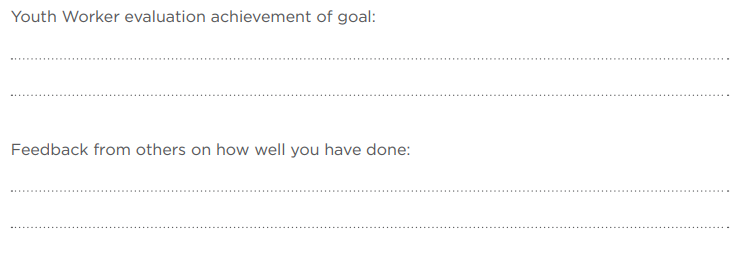 Youth Worker evaluation achievement of goal:
Feedback from others on how well you have done: